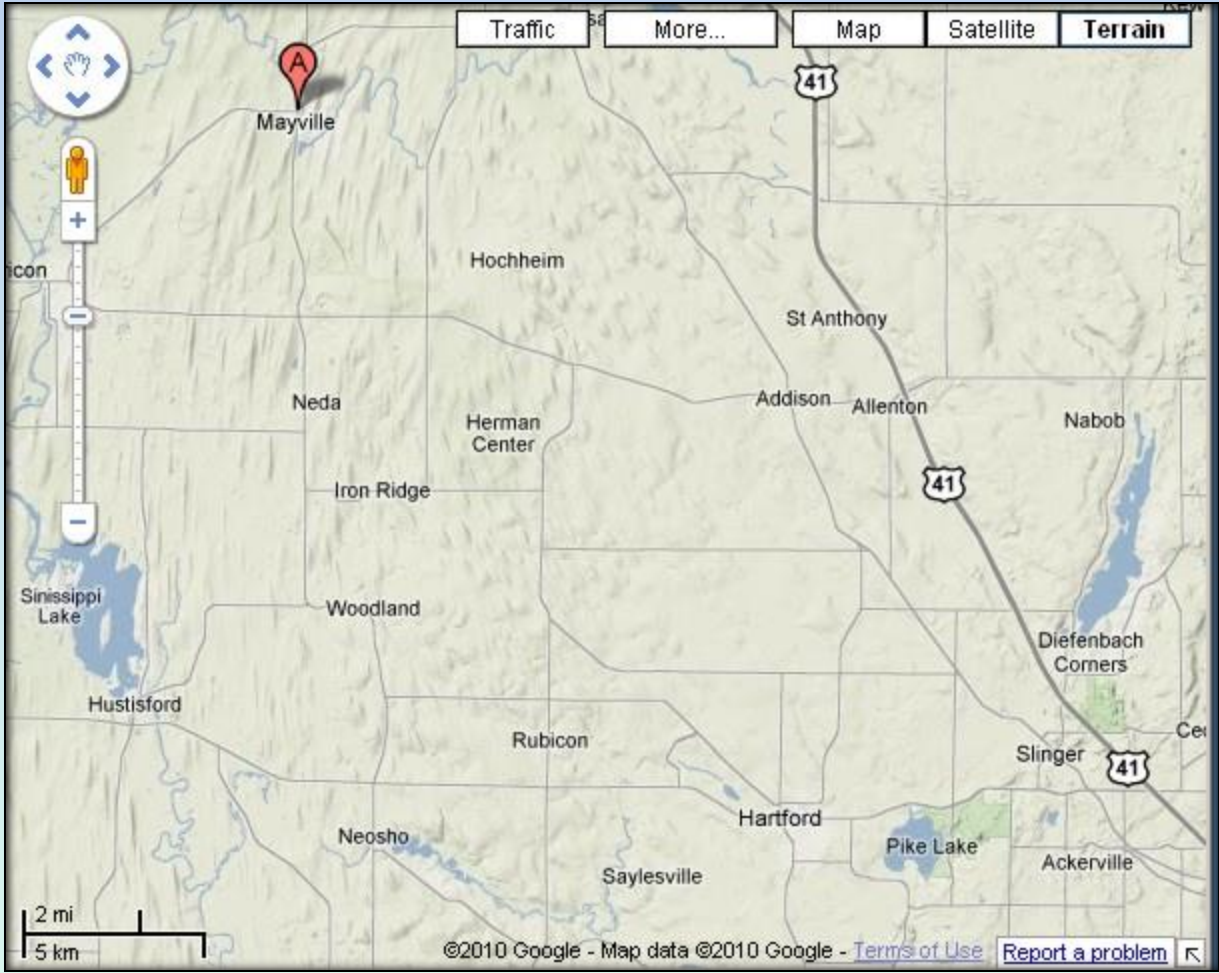 Traffic
More...
Map
Satellite
Terrain
41
A
Mayville
+
Hochheim
icon
St Anthony
Addison
Allenton
Neda
Herman
Center
Nabob
41
Iron Ridge
Sinissippi
Lake
Woodland
Diefenbach
Corners
Hustisford
Rubicon
Slinger
41
Hartford
Neosho
Pike Lake
Ackerville
Saylesville
2 mi
5 km
©2010 Google - Map data ©2010 Google - Terms of Use
Report a problem